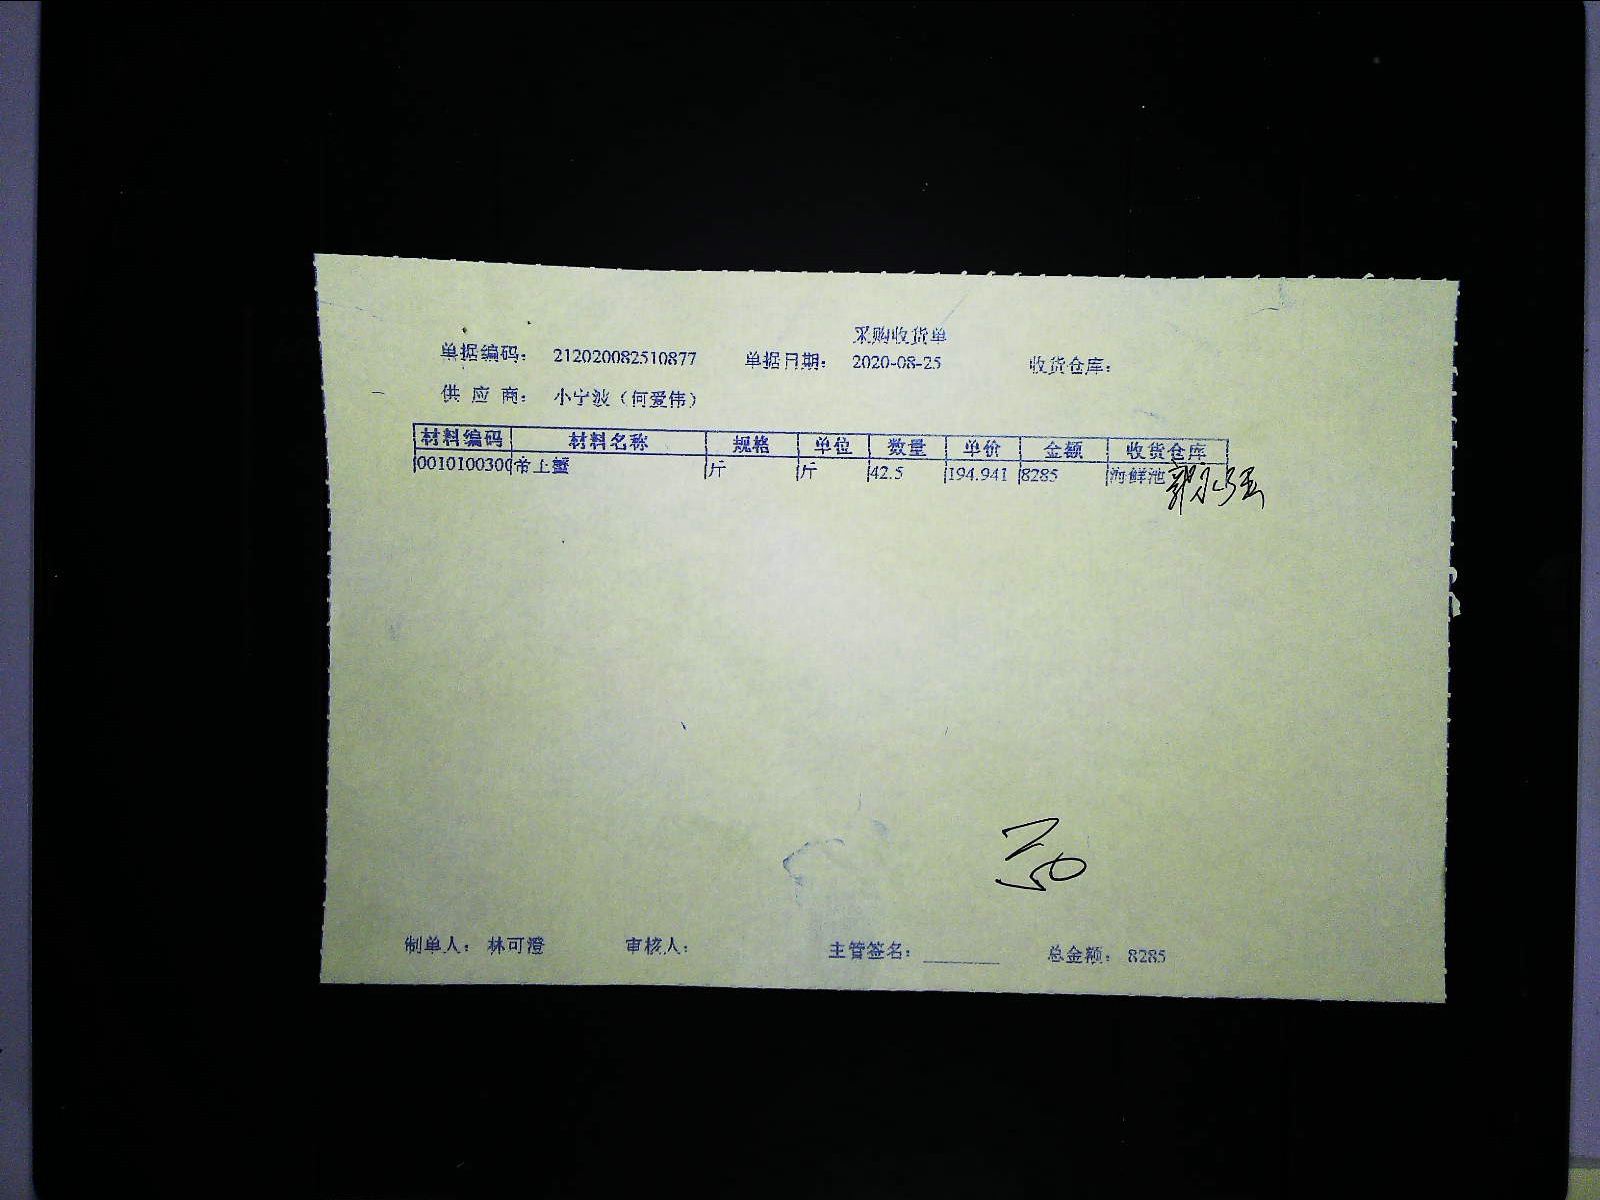 采购收货单
单据编码： 212020082510877 单据日期： 2020-08-25 收货仓库：
供 应 商： 小宁波（何爱伟）
材料编码 材料名称 规格 单位 数量 单价 金额 收货仓库
0010100300 帝王蟹 斤 斤 42.5 194.941 8285 海鲜池
制单人： 林可澄 审核人： 主管签名： ________ 总金额： 8285